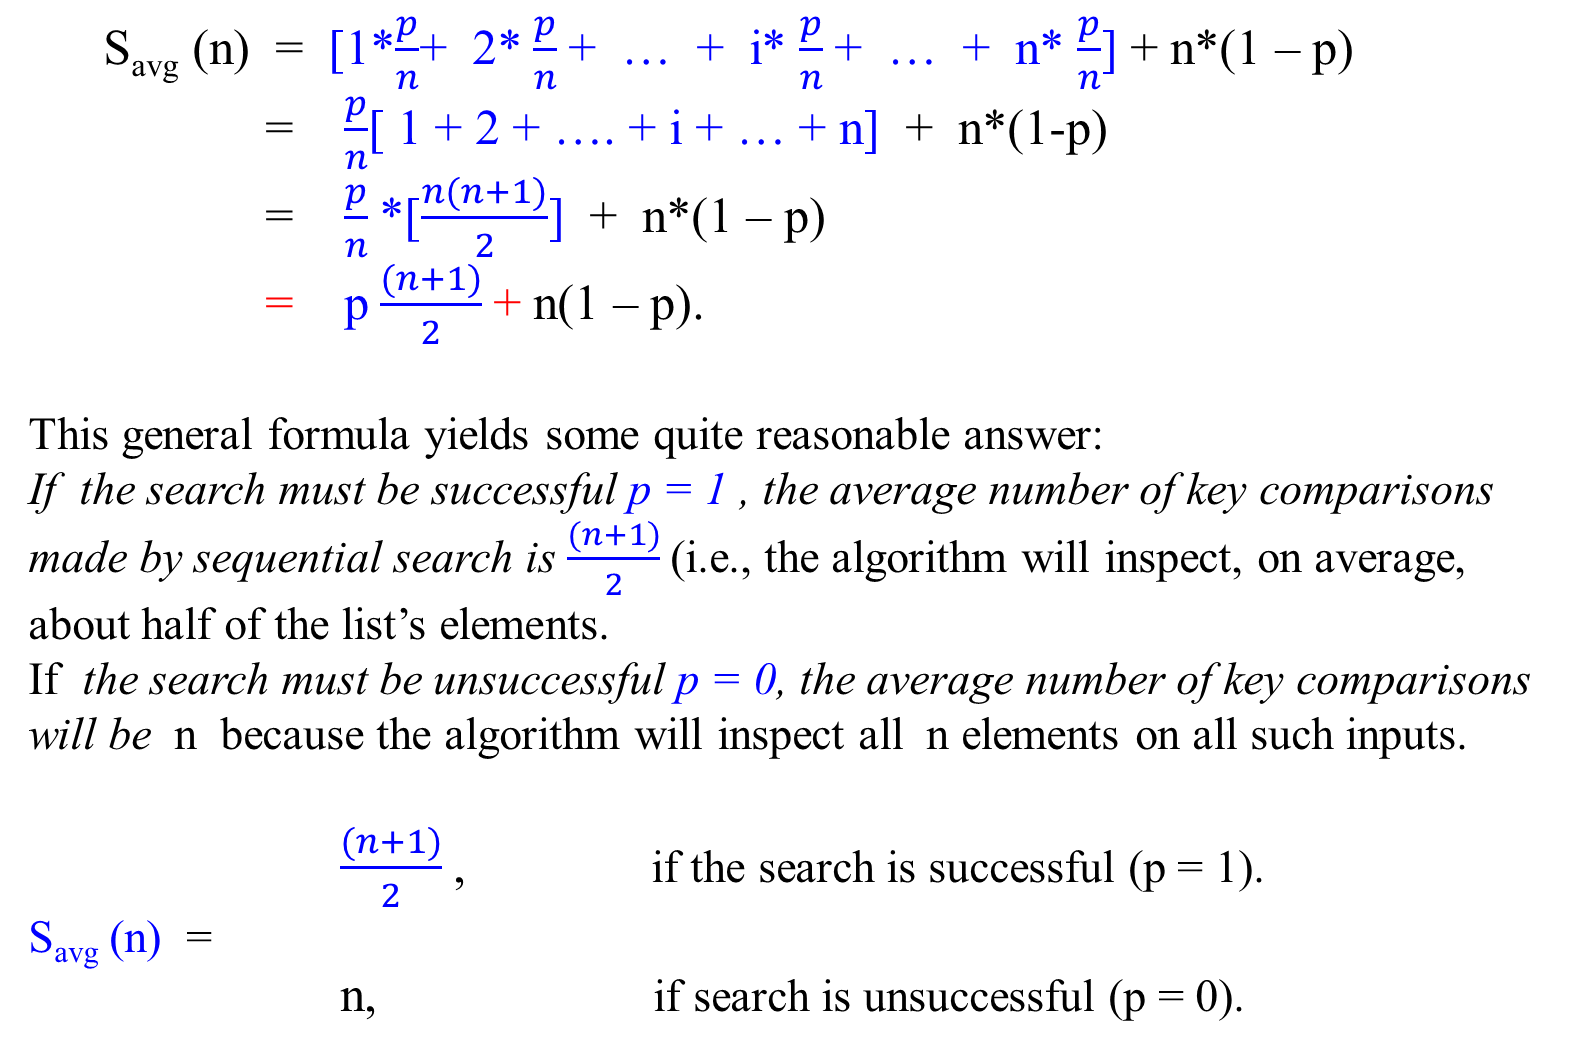 S_avg (n) = [1*p/n + 2* p/n + … + i* p/n + … + n* p/n] + n*(1 – p)
= p/n[ 1 + 2 + …. + i + … + n] + n*(1-p)
= p/n *[n(n+1)/2] + n*(1 – p)
= p (n+1)/2 + n(1 – p).
This general formula yields some quite reasonable answer:
If the search must be successful p = 1 , the average number of key comparisons
made by sequential search is (n+1)/2 (i.e., the algorithm will inspect, on average,
about half of the list’s elements.
If the search must be unsuccessful p = 0, the average number of key comparisons
will be n because the algorithm will inspect all n elements on all such inputs.
(n+1)/2 , if the search is successful (p = 1).
S_avg (n) =
n, if search is unsuccessful (p = 0).